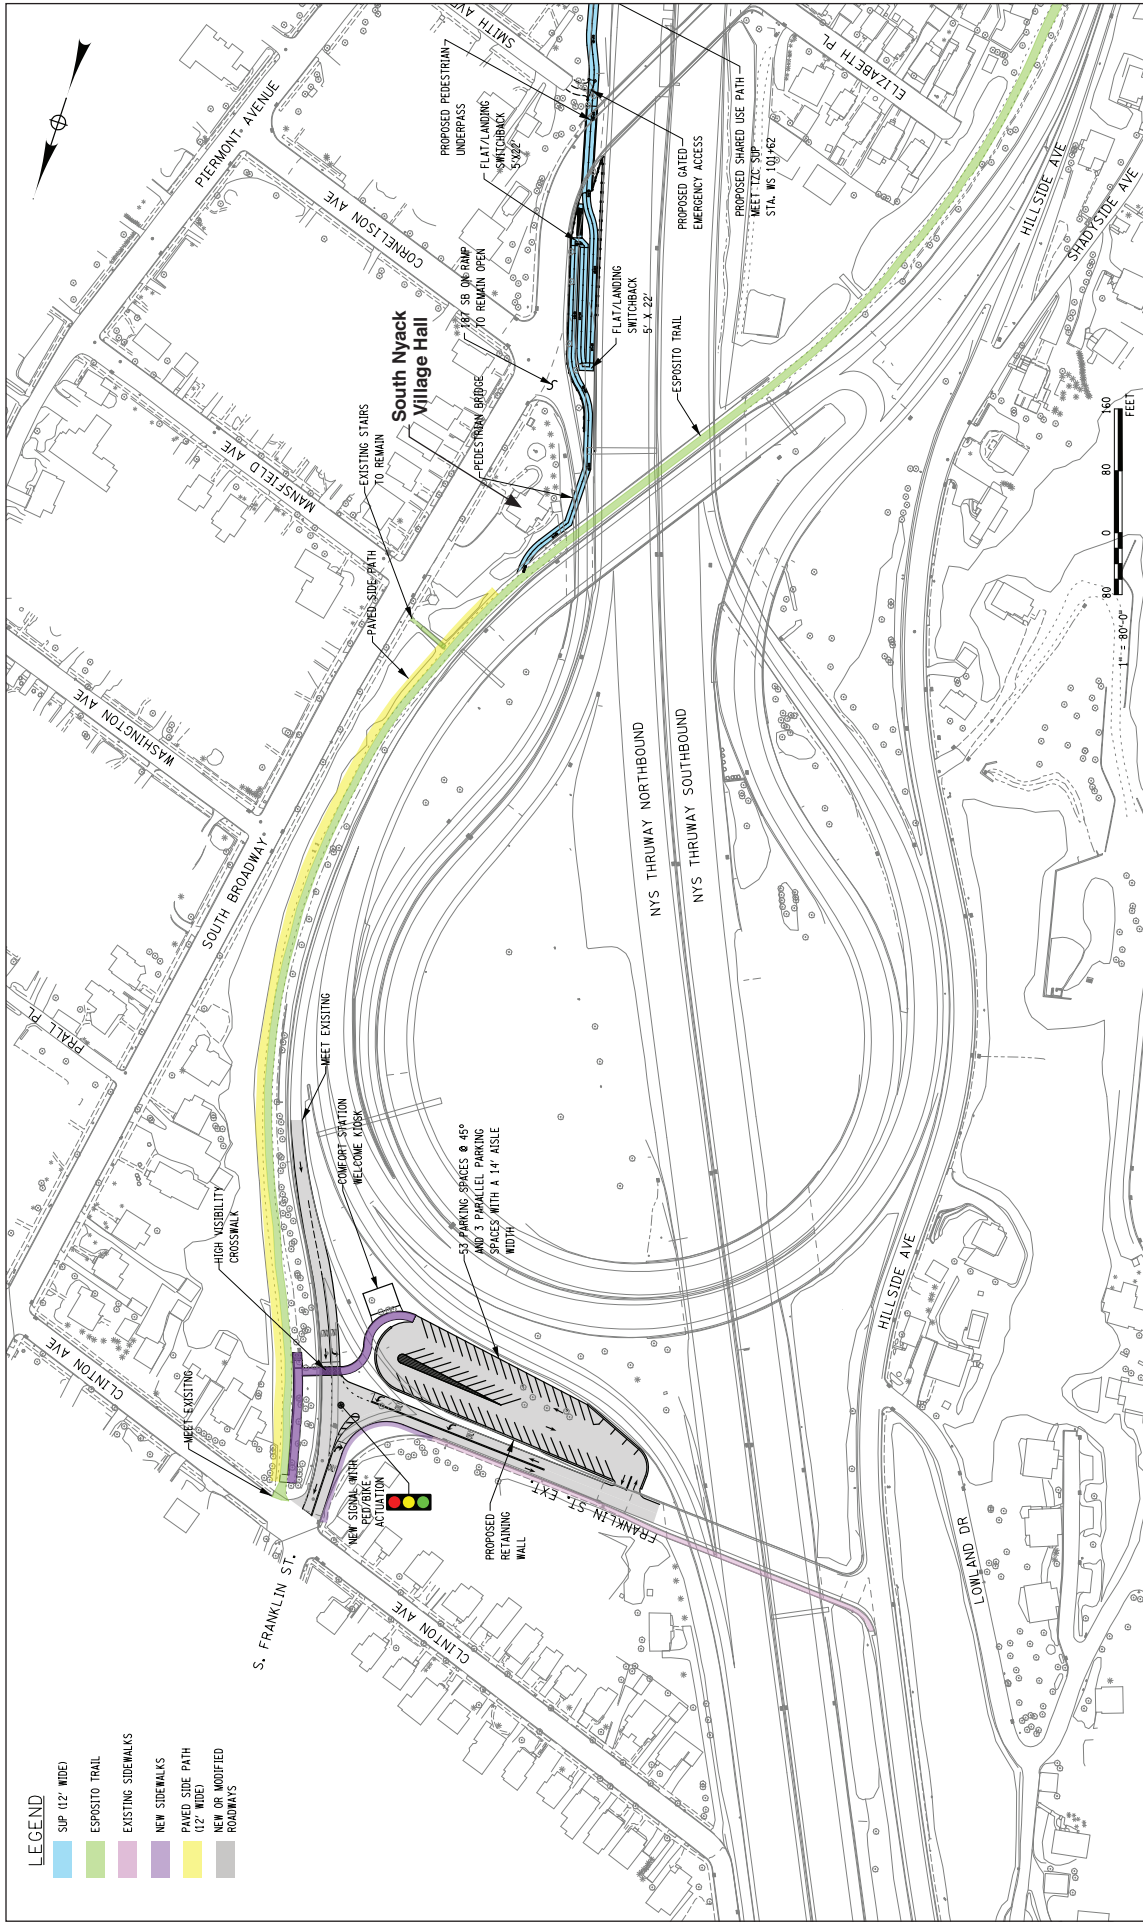 LEGEND
SUP (12' WIDE)
ESPOSITO TRAIL
EXISTING SIDEWALKS
NEW SIDEWALKS
PAVED SIDE PATH
(12' WIDE)
NEW OR MODIFIED
ROADWAYS
S. FRANKLIN ST.
CLINTON AVE
CLINTON AVE
MEET EXISITNG
HIGH VISIBILITY
CROSSWALK
NEW SIGNAL WITH
PED/BIKE
ACTUATION
PROPOSED
RETAINING
WALL
FRANKLIN ST. EXT.
COMFORT STATION
WELCOME KIOSK
MEET EXISITNG
53 PARKING SPACES @ 45°
AND 3 PARALLEL PARKING
SPACES WITH A 14' AISLE
WIDTH
PRALL PL
SOUTH BROADWAY
WASHINGTON AVE
MANSFIELD AVE
CORNELISON AVE
PIERMONT AVENUE
SMITH AVE
PAVED SIDE PATH
EXISTING STAIRS
TO REMAIN
South Nyack
Village Hall
PEDESTRIAN BRIDGE
I87 SB ON RAMP
TO REMAIN OPEN
PROPOSED PEDESTRIAN
UNDERPASS
FLAT/LANDING
SWITCHBACK
5'X22'
FLAT/LANDING
SWITCHBACK
5' X 22'
ESPOSITO TRAIL
PROPOSED GATED
EMERGENCY ACCESS
PROPOSED SHARED USE PATH
MEET TZC SUP
STA. WS 101+62
ELIZABETH PL
NYS THRUWAY NORTHBOUND
NYS THRUWAY SOUTHBOUND
HILLSIDE AVE
HILLSIDE AVE
SHADYSIDE AVE
LOWLAND DR
80 0 80 160
FEET
1" = 80'-0"